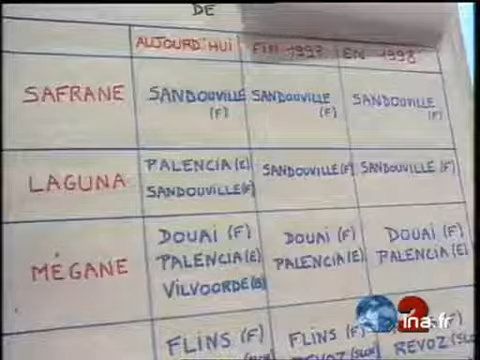 DE
AUJOURD'HUI FIN 1997 EN 1998
SAFRANE SANDOUVILLE (F) SANDOUVILLE (F) SANDOUVILLE (F)
LAGUNA PALENCIA (E) SANDOUVILLE (F) SANDOUVILLE (F) SANDOUVILLE (F)
MÉGANE DOUAI (F) PALENCIA (E) VILVOORDE (B) DOUAI (F) PALENCIA (E) DOUAI (F) PALENCIA (E)
FLINS (F) FLINS (F) REVOZ
ina.fr